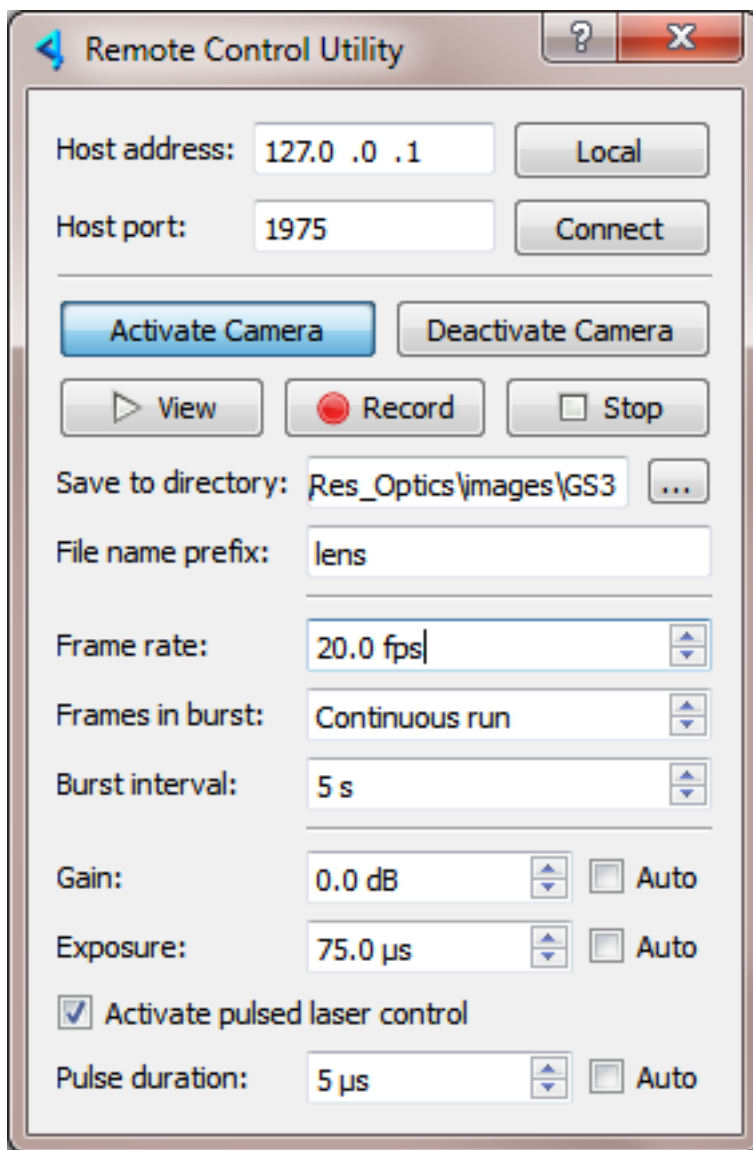 Remote Control Utility ?
Host address: 127.0 .0 .1 Local
Host port: 1975 Connect
Activate Camera Deactivate Camera
View Record Stop
Save to directory: Res_Optics\images\GS3 ...
File name prefix: lens
Frame rate: 20.0 fps
Frames in burst: Continuous run
Burst interval: 5 s
Gain: 0.0 dB Auto
Exposure: 75.0 µs Auto
Activate pulsed laser control
Pulse duration: 5 µs Auto